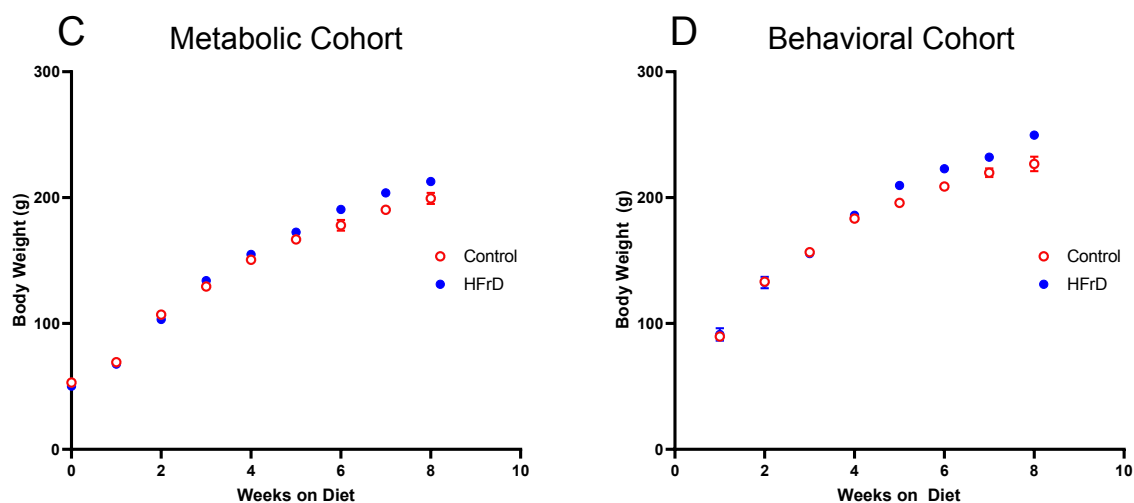 C
Metabolic Cohort
300
200
100
0
Body Weight (g)
0 2 4 6 8 10
Weeks on Diet
Control
HFrD
D
Behavioral Cohort
300
200
100
0
Body Weight (g)
0 2 4 6 8 10
Weeks on Diet
Control
HFrD